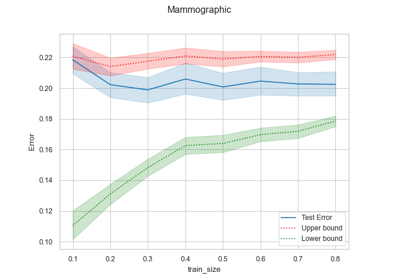 Mammographic
0.22
0.20
0.18
0.16
0.14
0.12
0.10
Error
0.1 0.2 0.3 0.4 0.5 0.6 0.7 0.8
train_size
Test Error
Upper bound
Lower bound